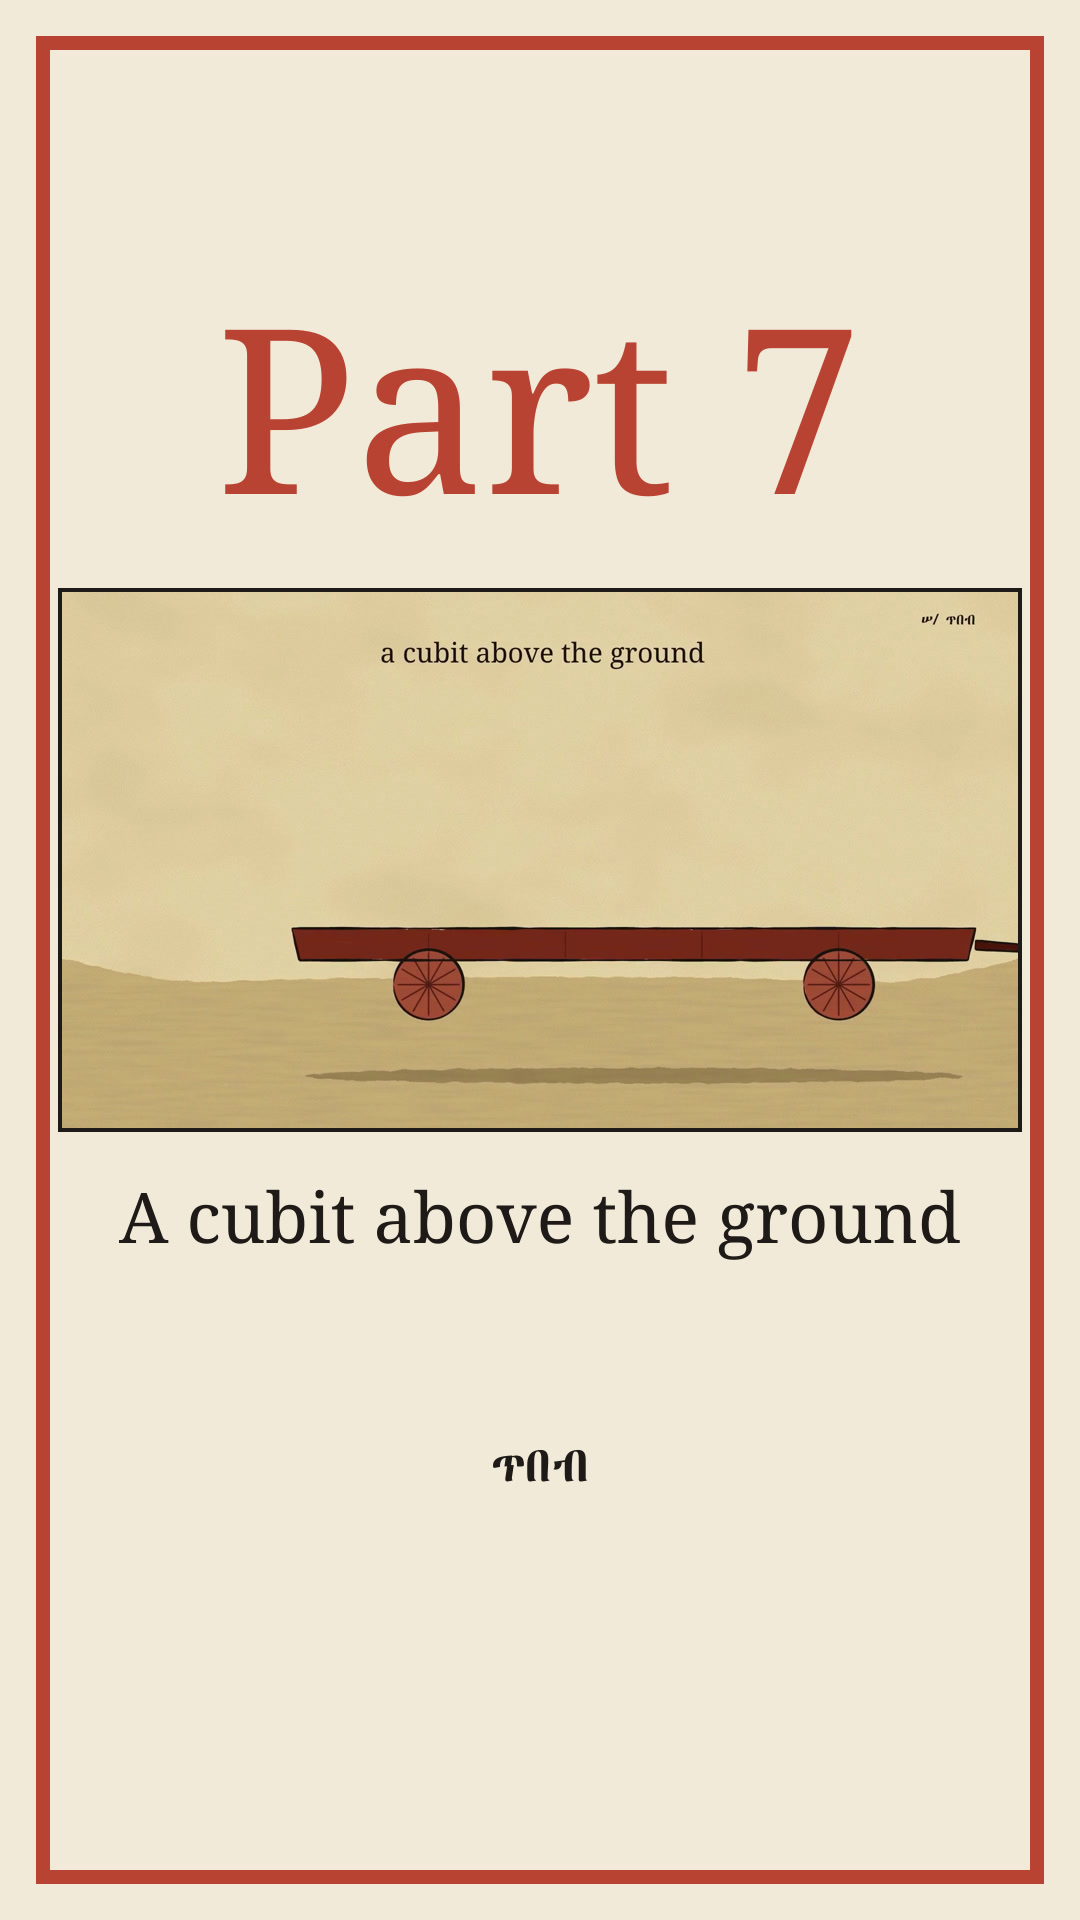 Part 7
ሠ/ ጥበብ
a cubit above the ground
A cubit above the ground
ጥበብ